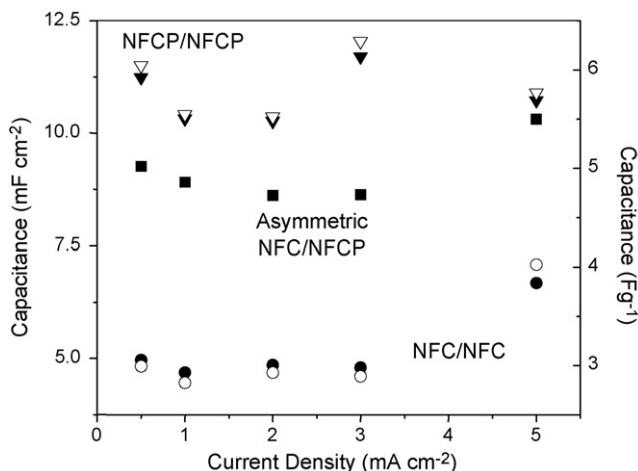 12.5
10.0
7.5
5.0
Capacitance (mF cm-2)
NFCP/NFCP
Asymmetric
NFC/NFCP
NFC/NFC
6
5
4
3
Capacitance (Fg-1)
0 1 2 3 4 5
Current Density (mA cm-2)